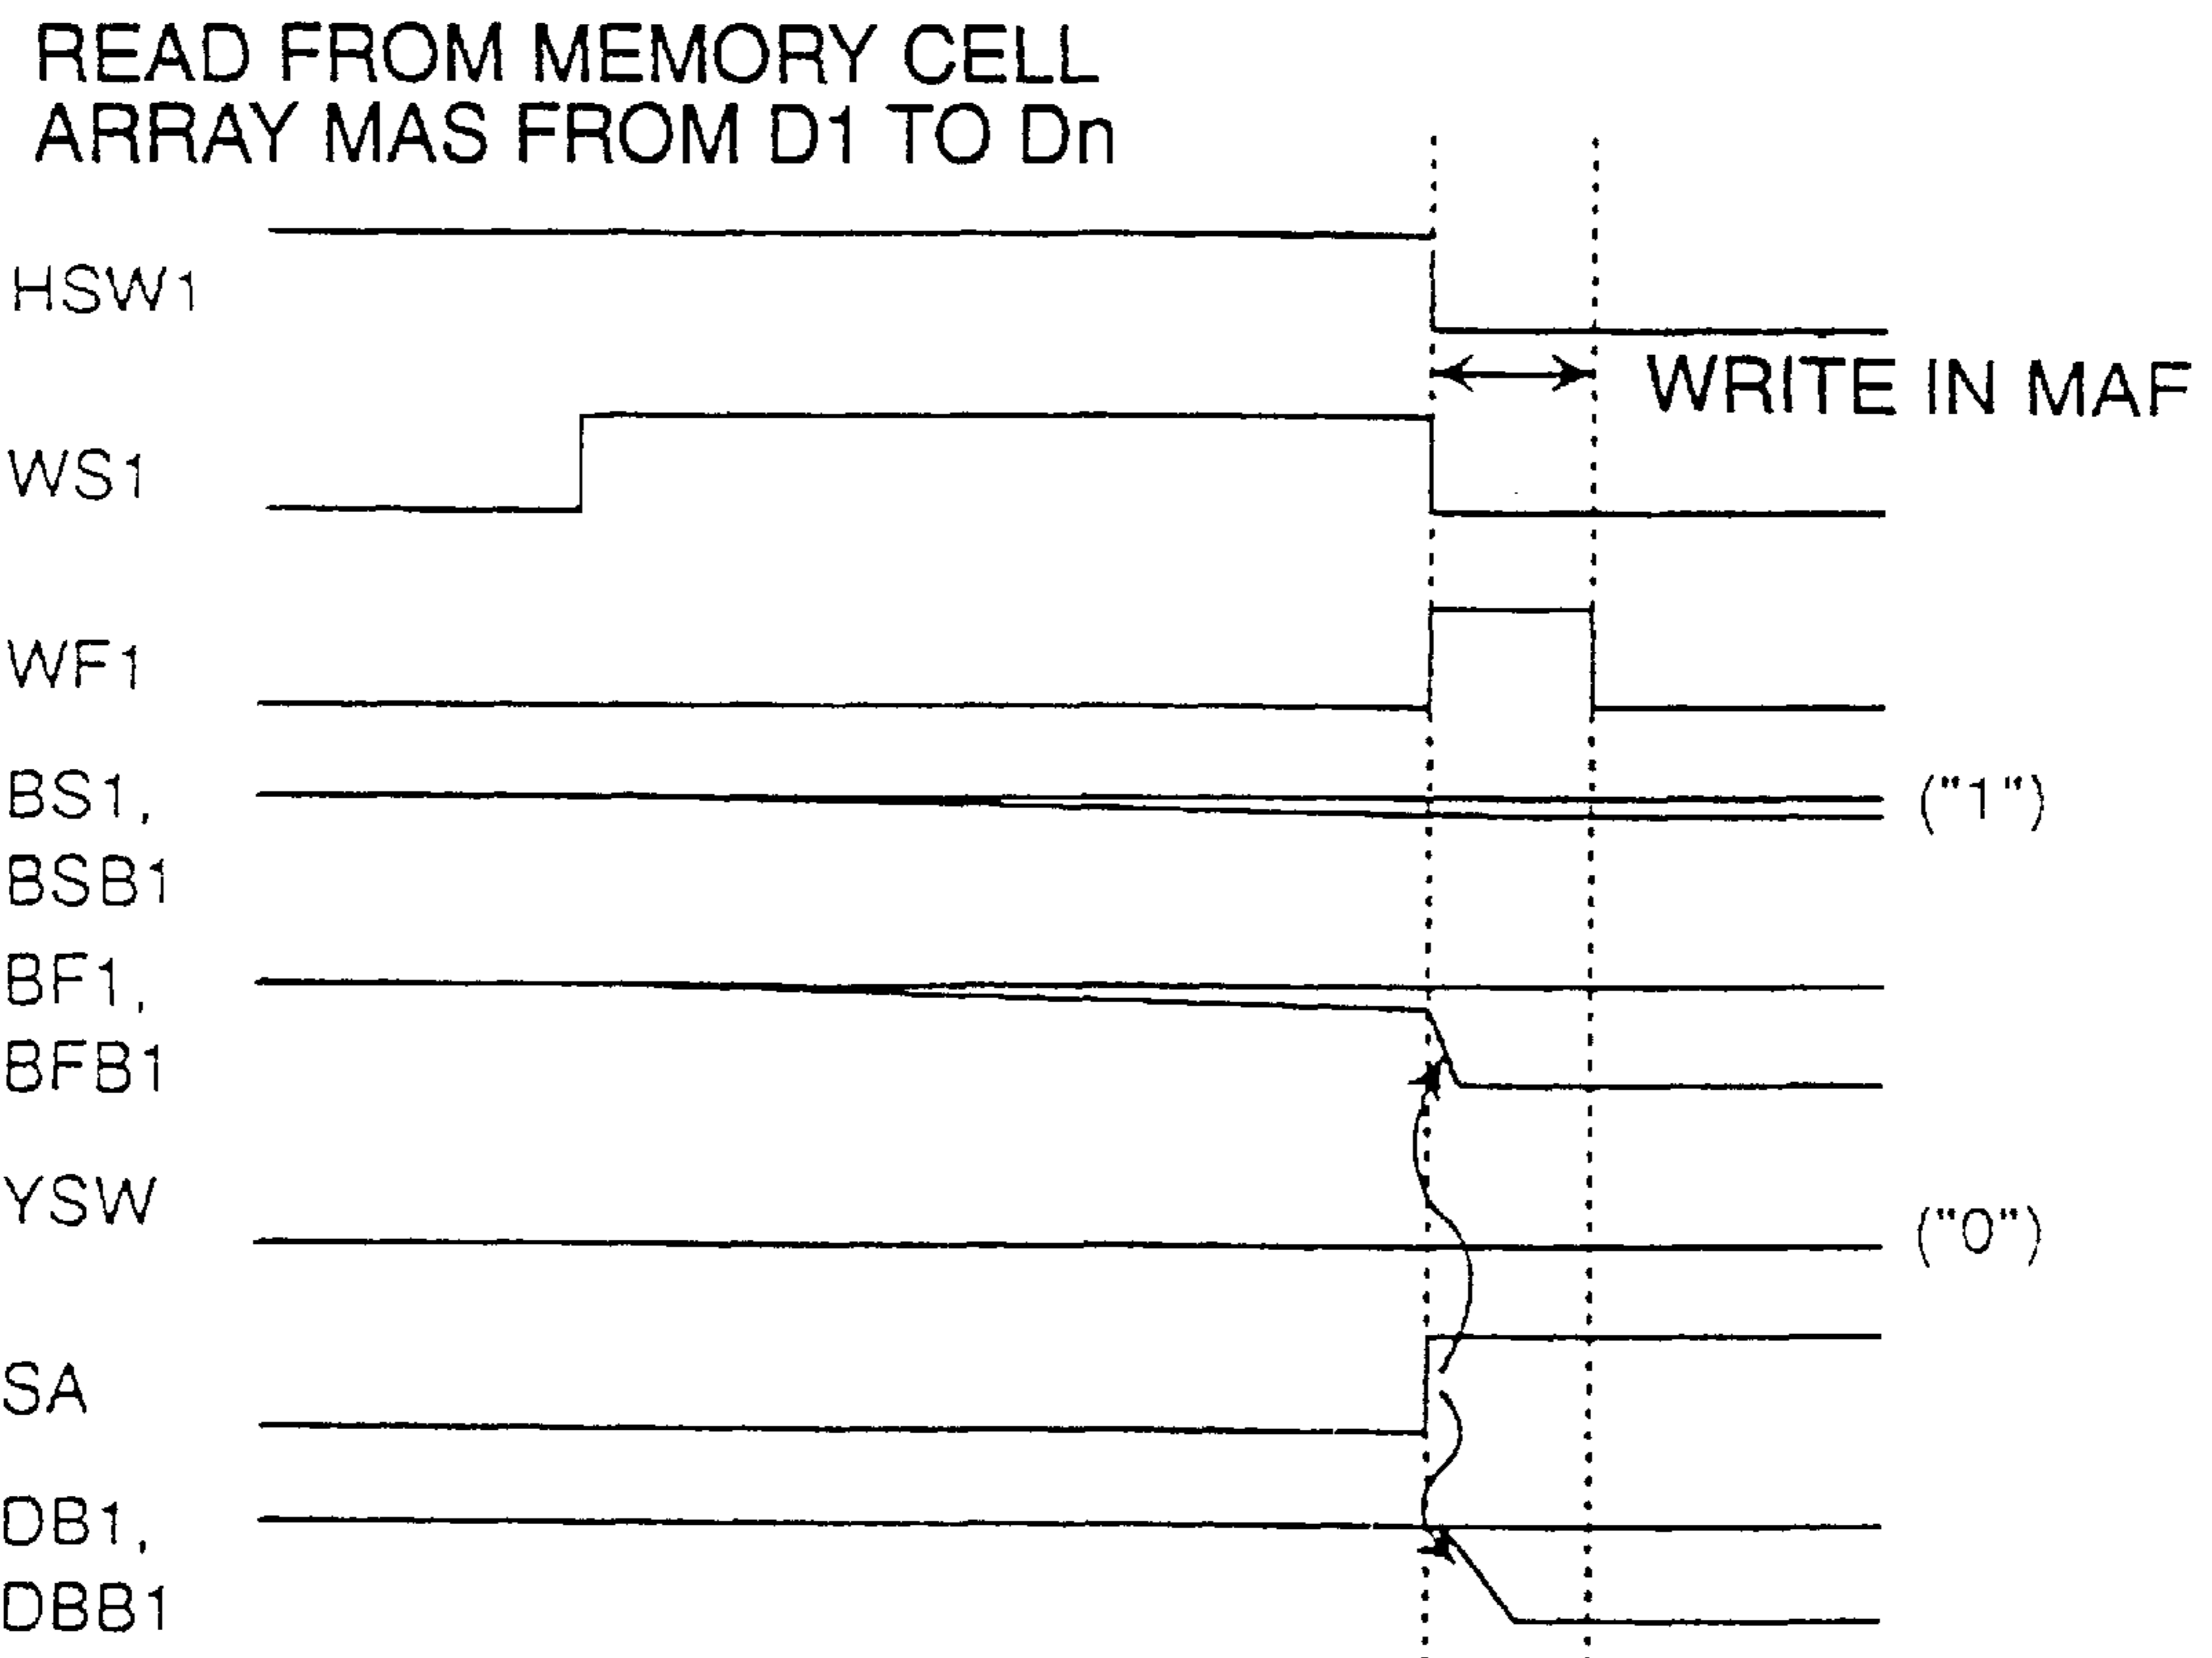 READ FROM MEMORY CELL
ARRAY MAS FROM D1 TO Dn
HSW1
WRITE IN MAF
WS1
WF1
BS1,
("1")
BSB1
BF1,
BFB1
YSW
("0")
SA
DB1,
DBB1